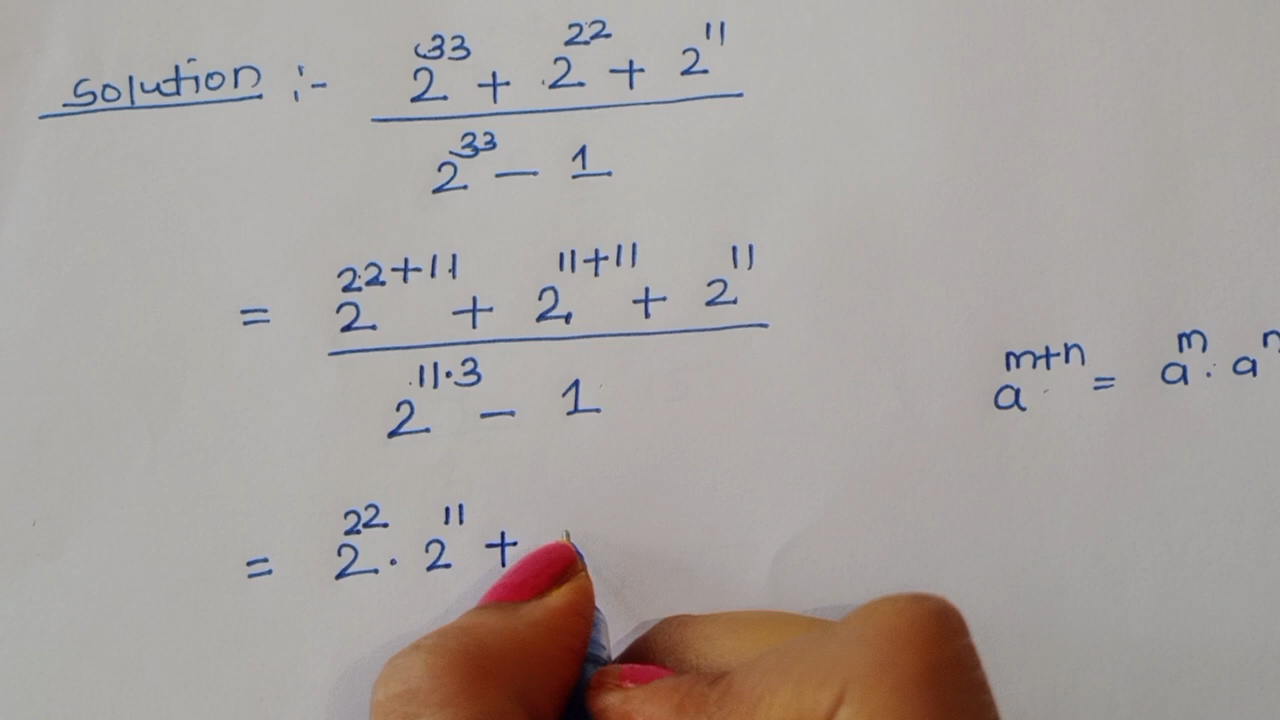 Solution :- 2^33 + 2^22 + 2^11
2^33 - 1
= 2^22+11 + 2^11+11 + 2^11
2^11·3 - 1
a^m+n = a^m · a^n
= 2^22 · 2^11 +